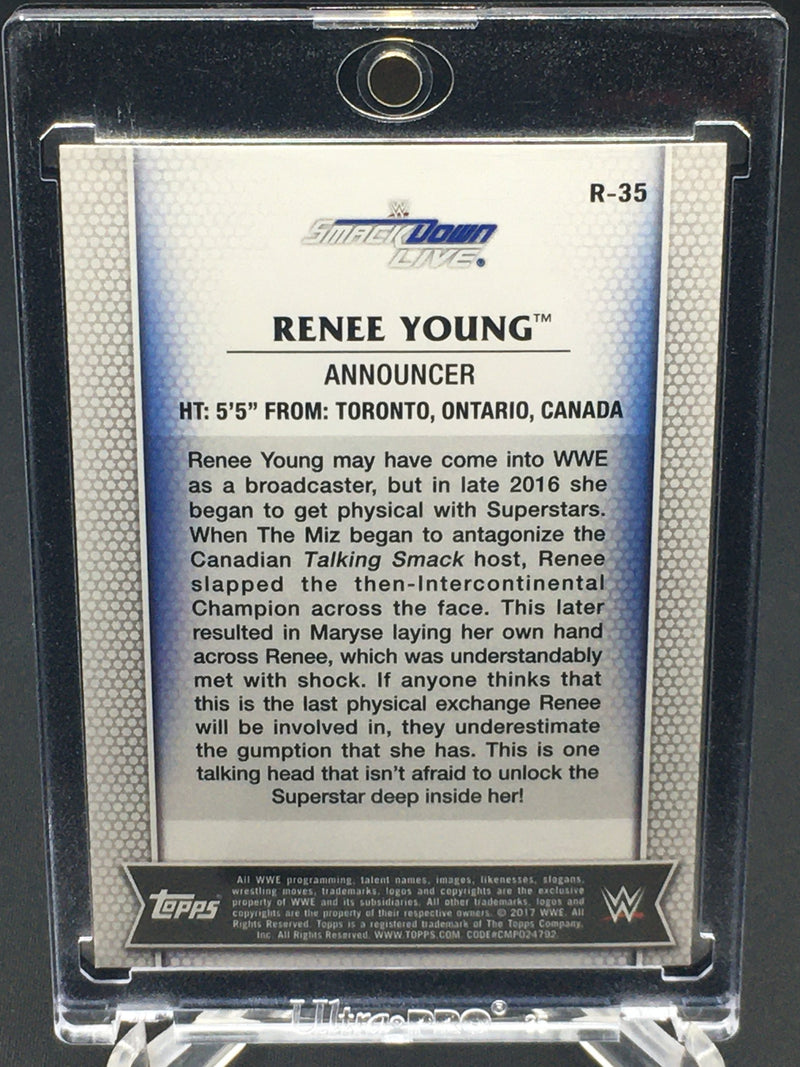 R-35
W
SMACKDOWN
LIVE
RENEE YOUNG™
ANNOUNCER
HT: 5'5” FROM: TORONTO, ONTARIO, CANADA
Renee Young may have come into WWE
as a broadcaster, but in late 2016 she
began to get physical with Superstars.
When The Miz began to antagonize the
Canadian Talking Smack host, Renee
slapped the then-Intercontinental
Champion across the face. This later
resulted in Maryse laying her own hand
across Renee, which was understandably
met with shock. If anyone thinks that
this is the last physical exchange Renee
will be involved in, they underestimate
the gumption that she has. This is one
talking head that isn't afraid to unlock the
Superstar deep inside her!
All WWE programming, talent names, images, likenesses, slogans,
wrestling moves, trademarks, logos and copyrights are the exclusive
property of WWE and its subsidiaries. All other trademarks, logos and
copyrights are the property of their respective owners. © 2017 WWE. All
Rights Reserved. Topps is a registered trademark of The Topps Company,
Inc. All Rights Reserved. WWW.TOPPS.COM CODE#CMP024792
Topps
W
Ultra•PRO®